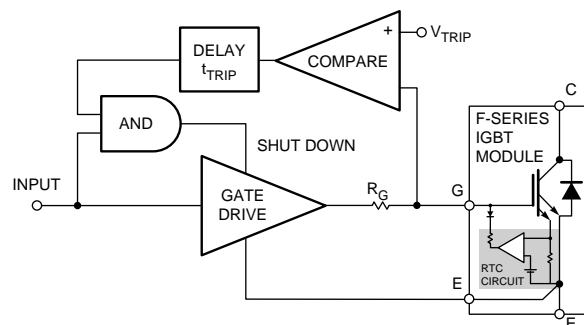 DELAY
tTRIP
+
VTRIP
COMPARE
C
F-SERIES
IGBT
MODULE
AND
SHUT DOWN
INPUT
GATE
DRIVE
RG
G
RTC
CIRCUIT
E
E